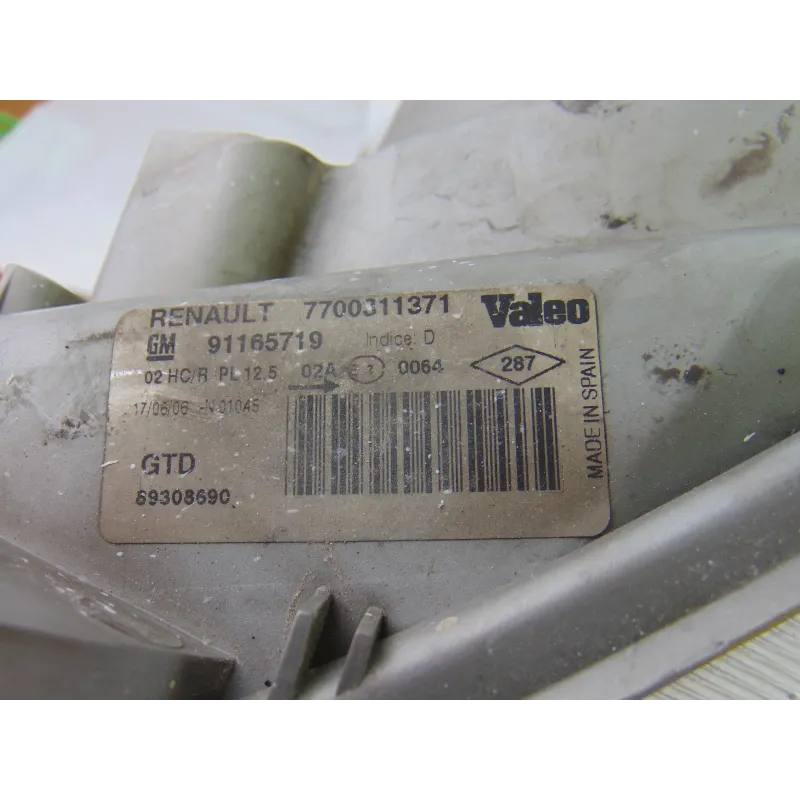 RENAULT 7700311371 Valeo
GM 91165719 Indice: D
02 HC/R PL 12.5 02A 0064 287
17/06/06 -N 01045
GTD
89308690
MADE IN SPAIN